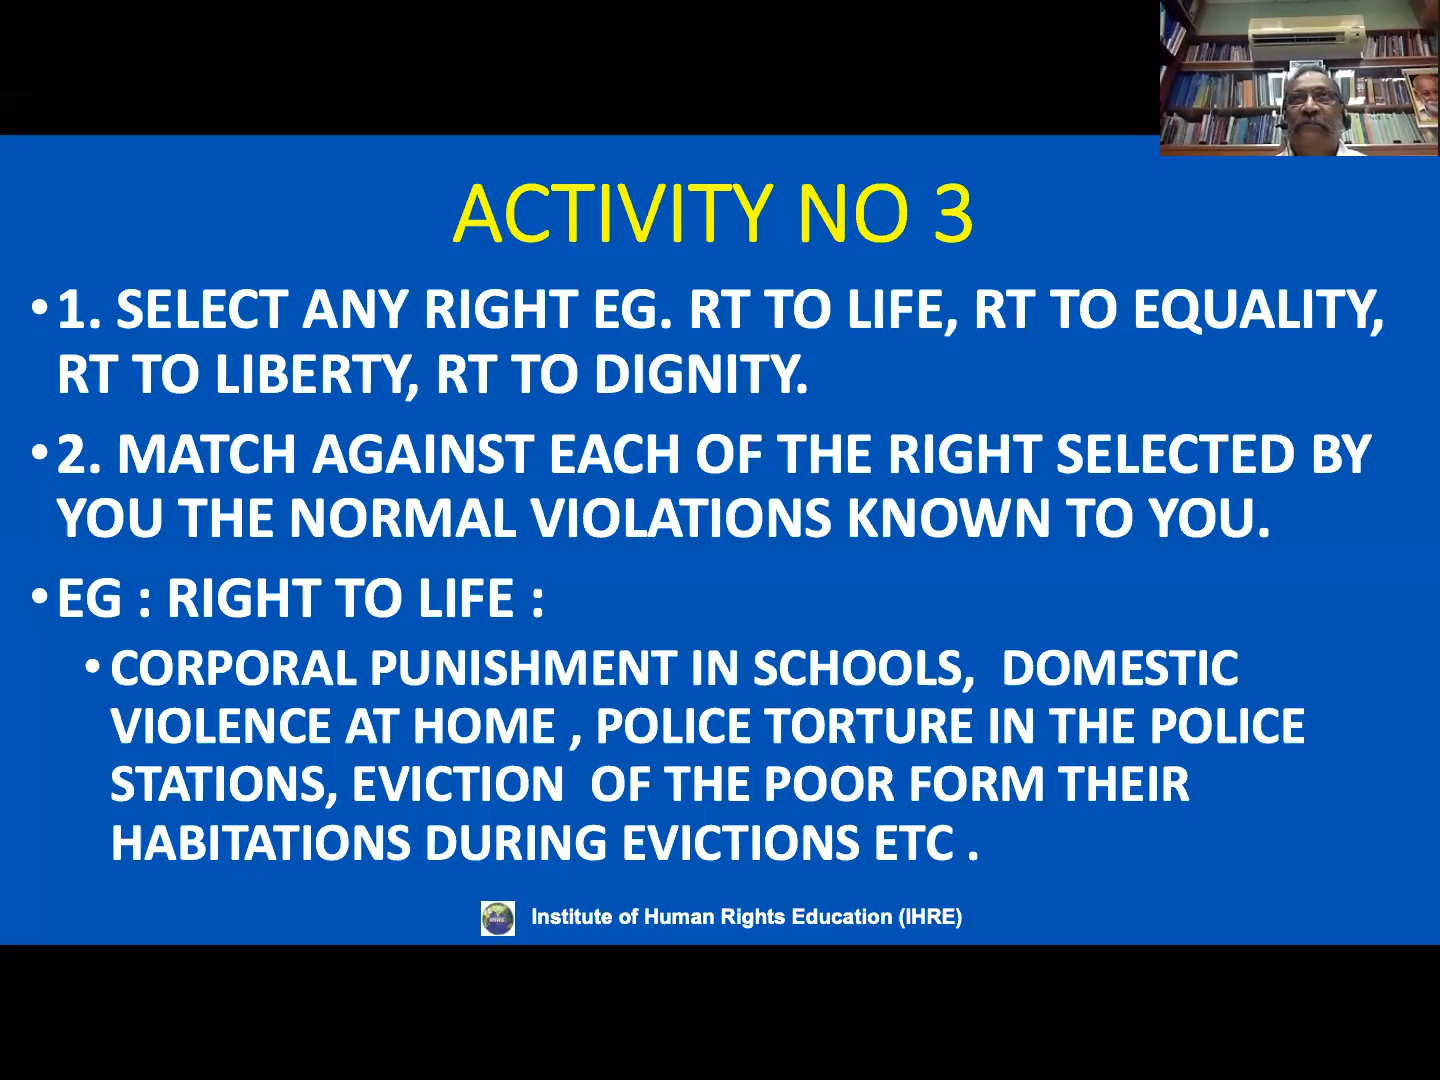 ACTIVITY NO 3
•1. SELECT ANY RIGHT EG. RT TO LIFE, RT TO EQUALITY,
RT TO LIBERTY, RT TO DIGNITY.
•2. MATCH AGAINST EACH OF THE RIGHT SELECTED BY
YOU THE NORMAL VIOLATIONS KNOWN TO YOU.
•EG : RIGHT TO LIFE :
•CORPORAL PUNISHMENT IN SCHOOLS, DOMESTIC
VIOLENCE AT HOME , POLICE TORTURE IN THE POLICE
STATIONS, EVICTION OF THE POOR FORM THEIR
HABITATIONS DURING EVICTIONS ETC .
IHRE
Institute of Human Rights Education (IHRE)